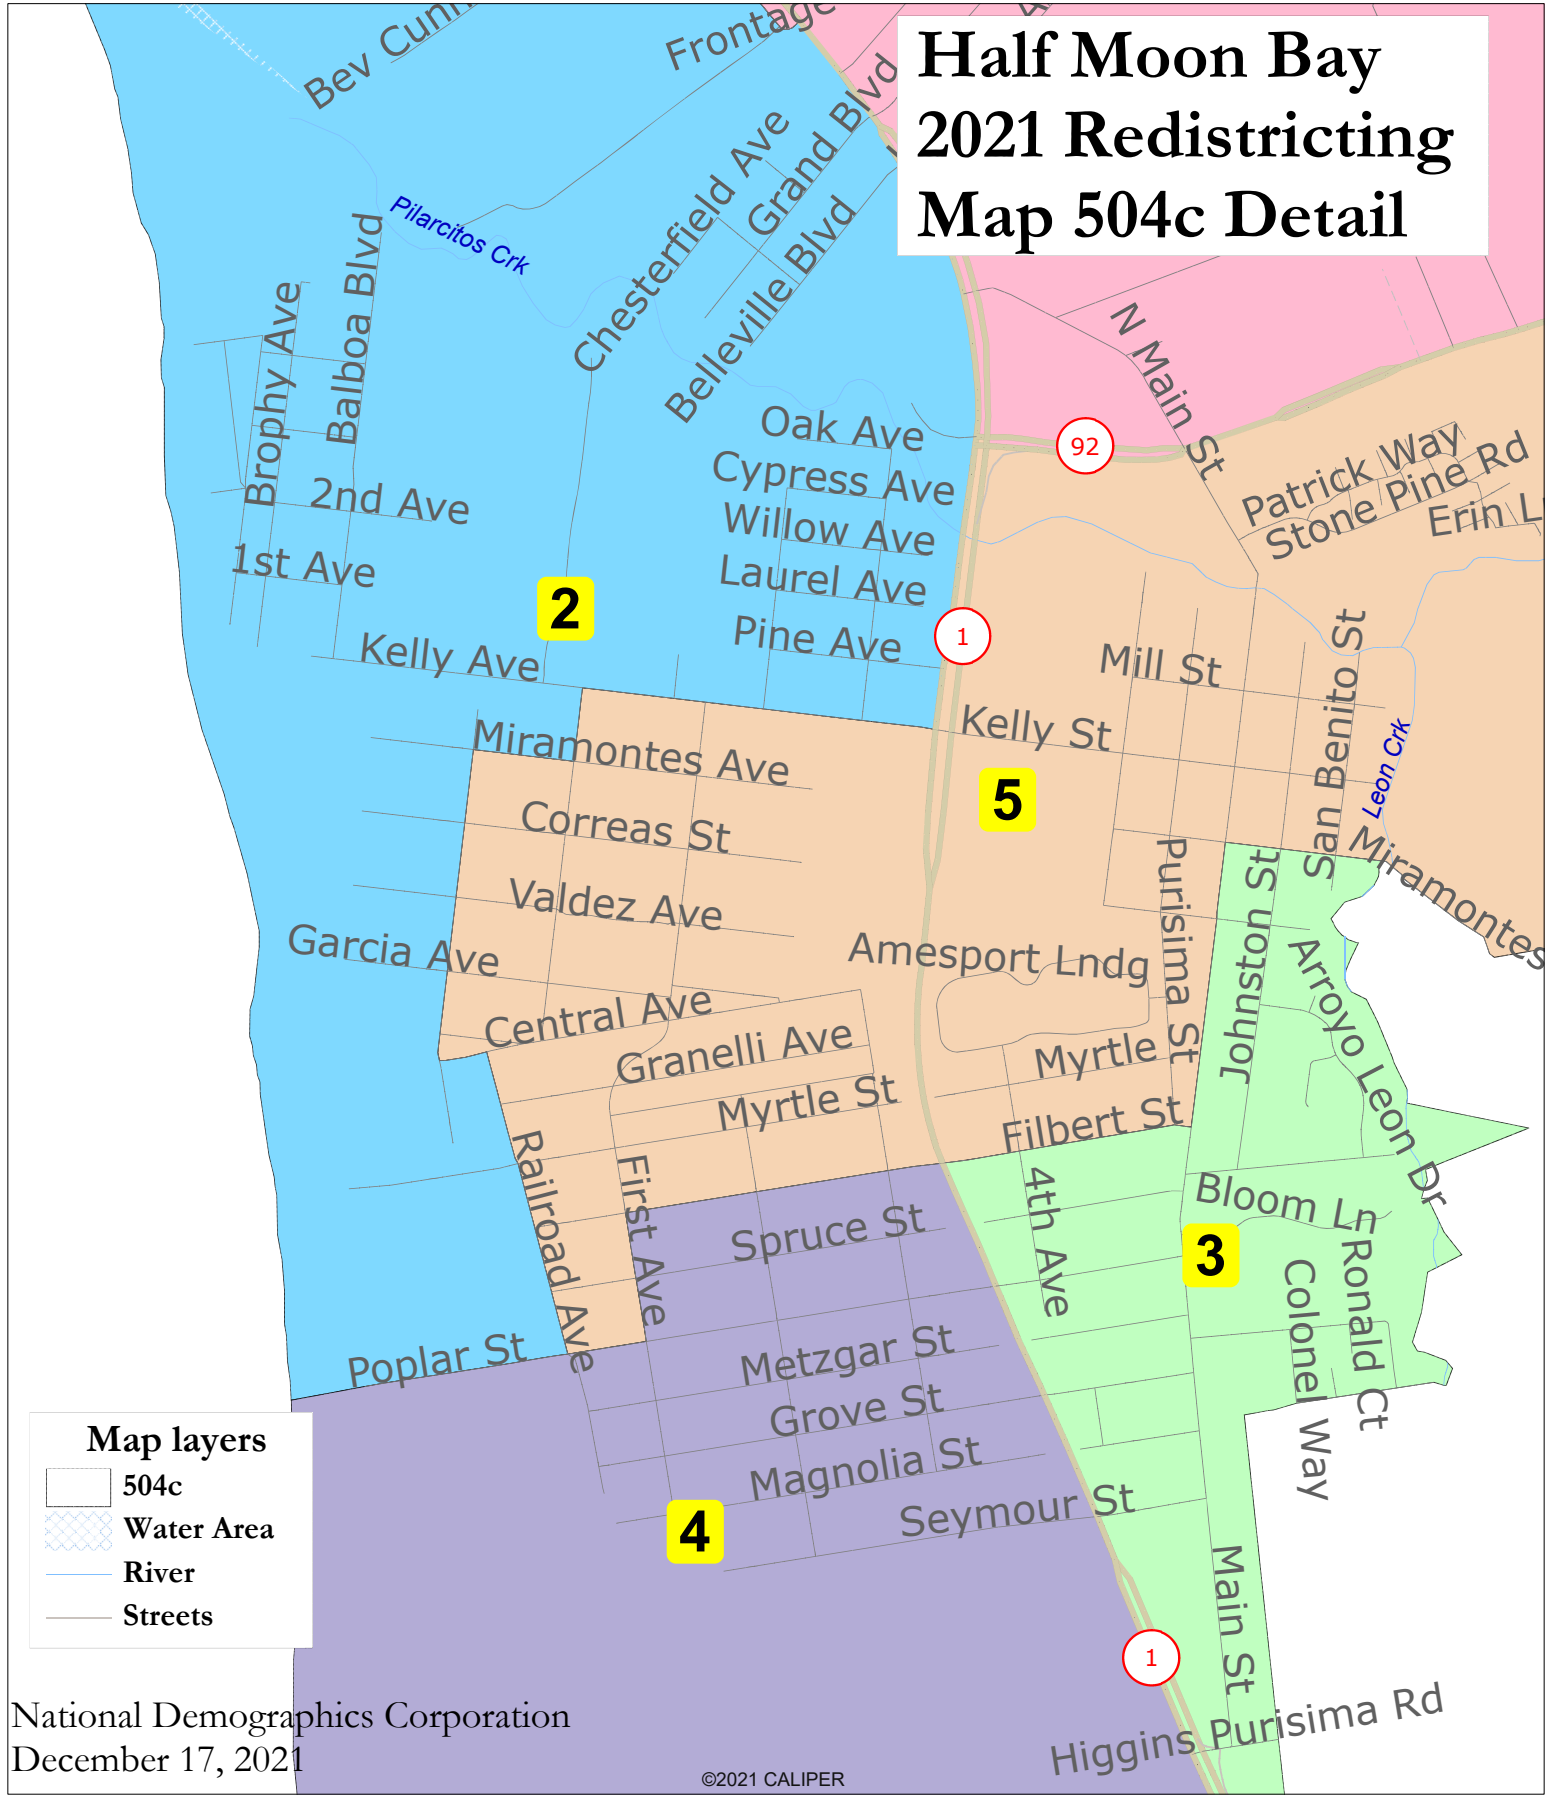 Half Moon Bay
2021 Redistricting
Map 504c Detail
Frontage
Grand Blvd
Chesterfield Ave
Belleville Blvd
Pilarcitos Crk
Balboa Blvd
Brophy Ave
2nd Ave
1st Ave
Kelly Ave
2
Oak Ave
Cypress Ave
Willow Ave
Laurel Ave
Pine Ave
1
92
N Main St
Patrick Way
Stone Pine Rd
Erin
Mill St
Kelly St
San Benito St
Leon Crk
Miramontes
5
Miramontes Ave
Correas St
Valdez Ave
Garcia Ave
Central Ave
Granelli Ave
Myrtle St
Amesport Lndg
Purisima St
Johnston St
Arroyo Leon Dr
Myrtle
Filbert St
Railroad Ave
First Ave
Spruce St
4th Ave
Bloom Ln
3
Ronald Ct
Colonel Way
Poplar St
Metzgar St
Grove St
Magnolia St
Seymour St
4
Main St
1
Higgins Purisima Rd
Map layers
504c
Water Area
River
Streets
National Demographics Corporation
December 17, 2021
©2021 CALIPER